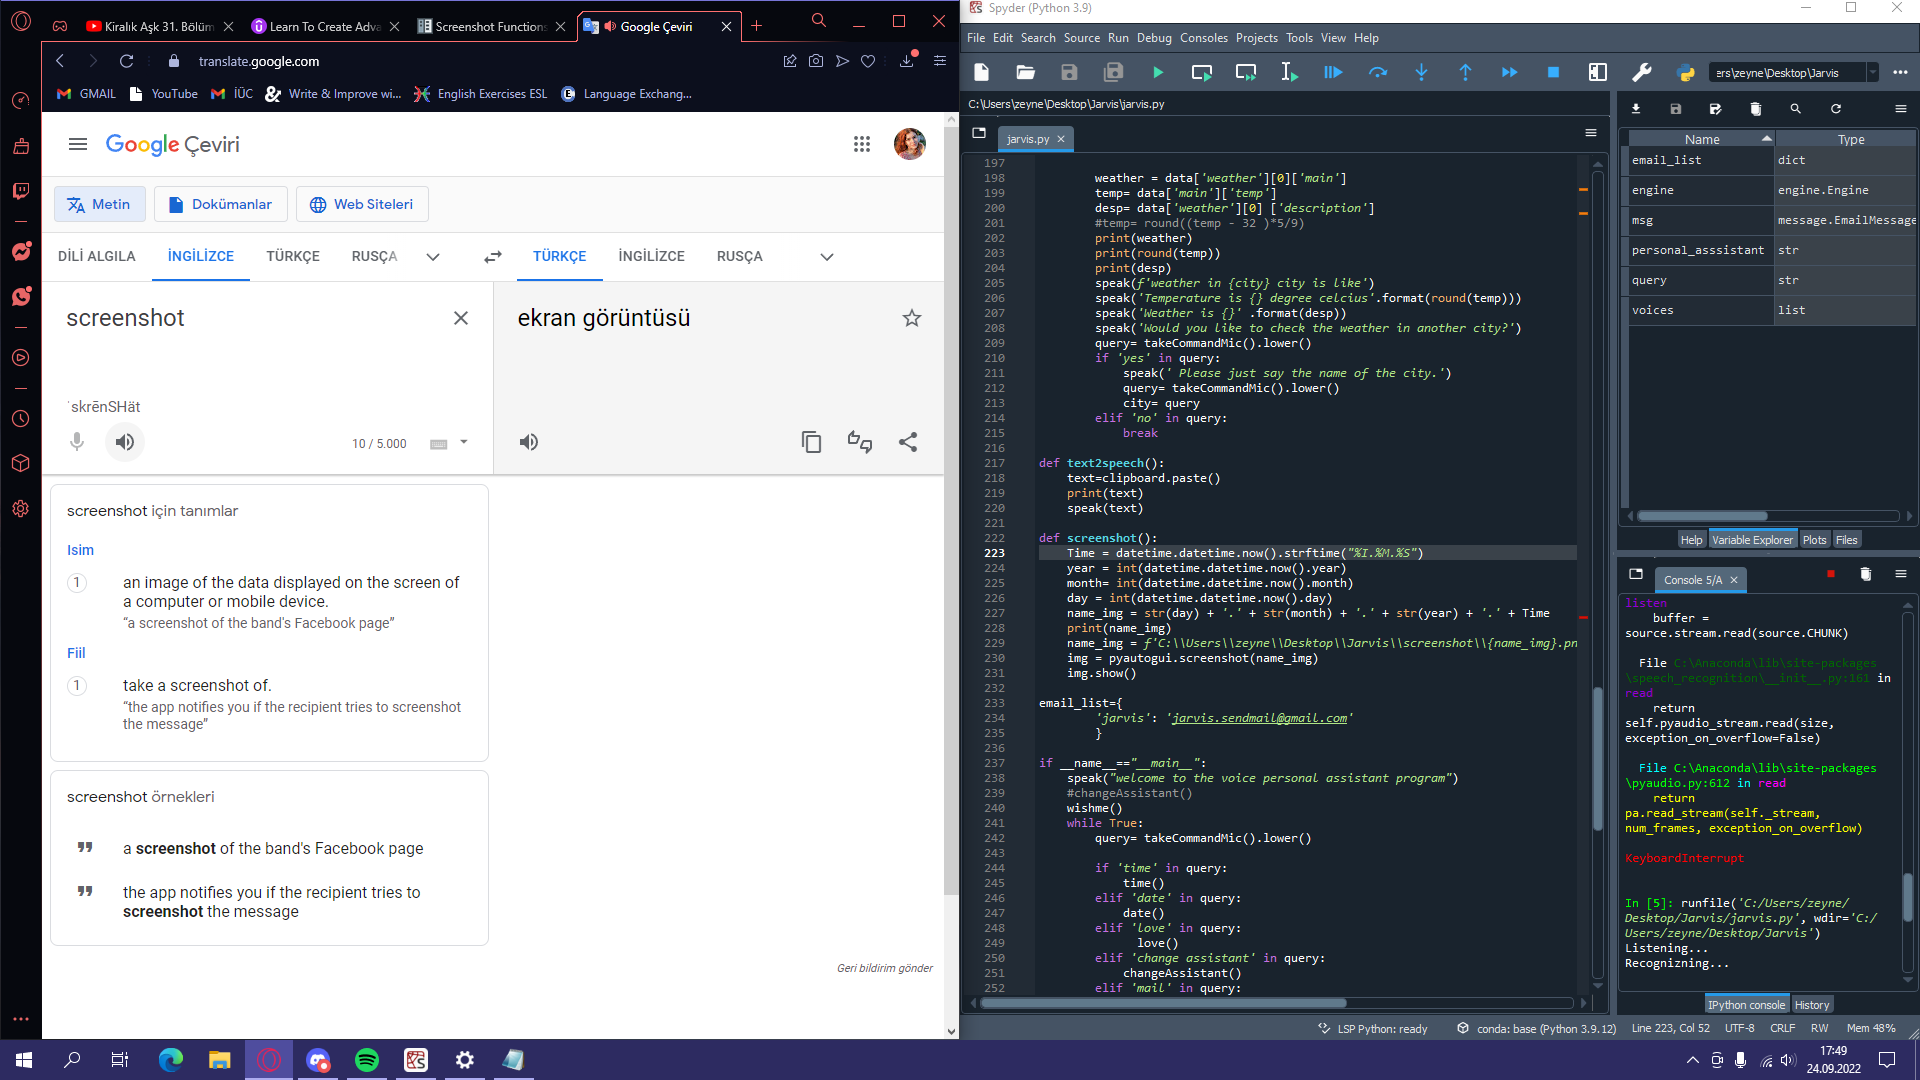 Kiralık Aşk 31. Bölüm
Learn To Create Adva
Screenshot Functions
Google Çeviri
translate.google.com
GMAIL
YouTube
İÜC
Write & Improve wi...
English Exercises ESL
Language Exchang...
Google Çeviri
Metin
Dokümanlar
Web Siteleri
DİLİ ALGILA
İNGİLİZCE
TÜRKÇE
RUSÇA
TÜRKÇE
İNGİLİZCE
RUSÇA
screenshot
ekran görüntüsü
ˈskrēnSHät
10 / 5.000
screenshot için tanımlar
Isim
1
an image of the data displayed on the screen of
a computer or mobile device.
“a screenshot of the band's Facebook page”
Fiil
1
take a screenshot of.
“the app notifies you if the recipient tries to screenshot
the message”
screenshot örnekleri
a screenshot of the band's Facebook page
the app notifies you if the recipient tries to
screenshot the message
Geri bildirim gönder
Spyder (Python 3.9)
File Edit Search Source Run Debug Consoles Projects Tools View Help
ers\zeyne\Desktop\Jarvis
C:\Users\zeyne\Desktop\Jarvis\jarvis.py
jarvis.py
197
198 weather = data['weather'][0]['main']
199 temp= data['main']['temp']
200 desp= data['weather'][0] ['description']
201 #temp= round((temp - 32 )*5/9)
202 print(weather)
203 print(round(temp))
204 print(desp)
205 speak(f'weather in {city} city is like')
206 speak('Temperature is {} degree celcius'.format(round(temp)))
207 speak('Weather is {}' .format(desp))
208 speak('Would you like to check the weather in another city?')
209 query= takeCommandMic().lower()
210 if 'yes' in query:
211 speak(' Please just say the name of the city.')
212 query= takeCommandMic().lower()
213 city= query
214 elif 'no' in query:
215 break
216
217 def text2speech():
218 text=clipboard.paste()
219 print(text)
220 speak(text)
221
222 def screenshot():
223 Time = datetime.datetime.now().strftime("%I.%M.%S")
224 year = int(datetime.datetime.now().year)
225 month= int(datetime.datetime.now().month)
226 day = int(datetime.datetime.now().day)
227 name_img = str(day) + '.' + str(month) + '.' + str(year) + '.' + Time
228 print(name_img)
229 name_img = f'C:\\Users\\zeyne\\Desktop\\Jarvis\\screenshot\\{name_img}.pn
230 img = pyautogui.screenshot(name_img)
231 img.show()
232
233 email_list={
234 'jarvis': 'jarvis.sendmail@gmail.com'
235 }
236
237 if __name__=="__main__":
238 speak("welcome to the voice personal assistant program")
239 #changeAssistant()
240 wishme()
241 while True:
242 query= takeCommandMic().lower()
243
244 if 'time' in query:
245 time()
246 elif 'date' in query:
247 date()
248 elif 'love' in query:
249 love()
250 elif 'change assistant' in query:
251 changeAssistant()
252 elif 'mail' in query:
Name Type
email_list dict
engine engine.Engine
msg message.EmailMessage
personal_asssistant str
query str
voices list
Help Variable Explorer Plots Files
Console 5/A
listen
buffer =
source.stream.read(source.CHUNK)
File C:\Anaconda\lib\site-packages
\speech_recognition\__init__.py:161 in
read
return
self.pyaudio_stream.read(size,
exception_on_overflow=False)
File C:\Anaconda\lib\site-packages
\pyaudio.py:612 in read
return
pa.read_stream(self._stream,
num_frames, exception_on_overflow)
KeyboardInterrupt
In [5]: runfile('C:/Users/zeyne/
Desktop/Jarvis/jarvis.py', wdir='C:/
Users/zeyne/Desktop/Jarvis')
Listening...
Recognizning...
IPython console History
LSP Python: ready
conda: base (Python 3.9.12)
Line 223, Col 52
UTF-8
CRLF
RW
Mem 48%
17:49
24.09.2022